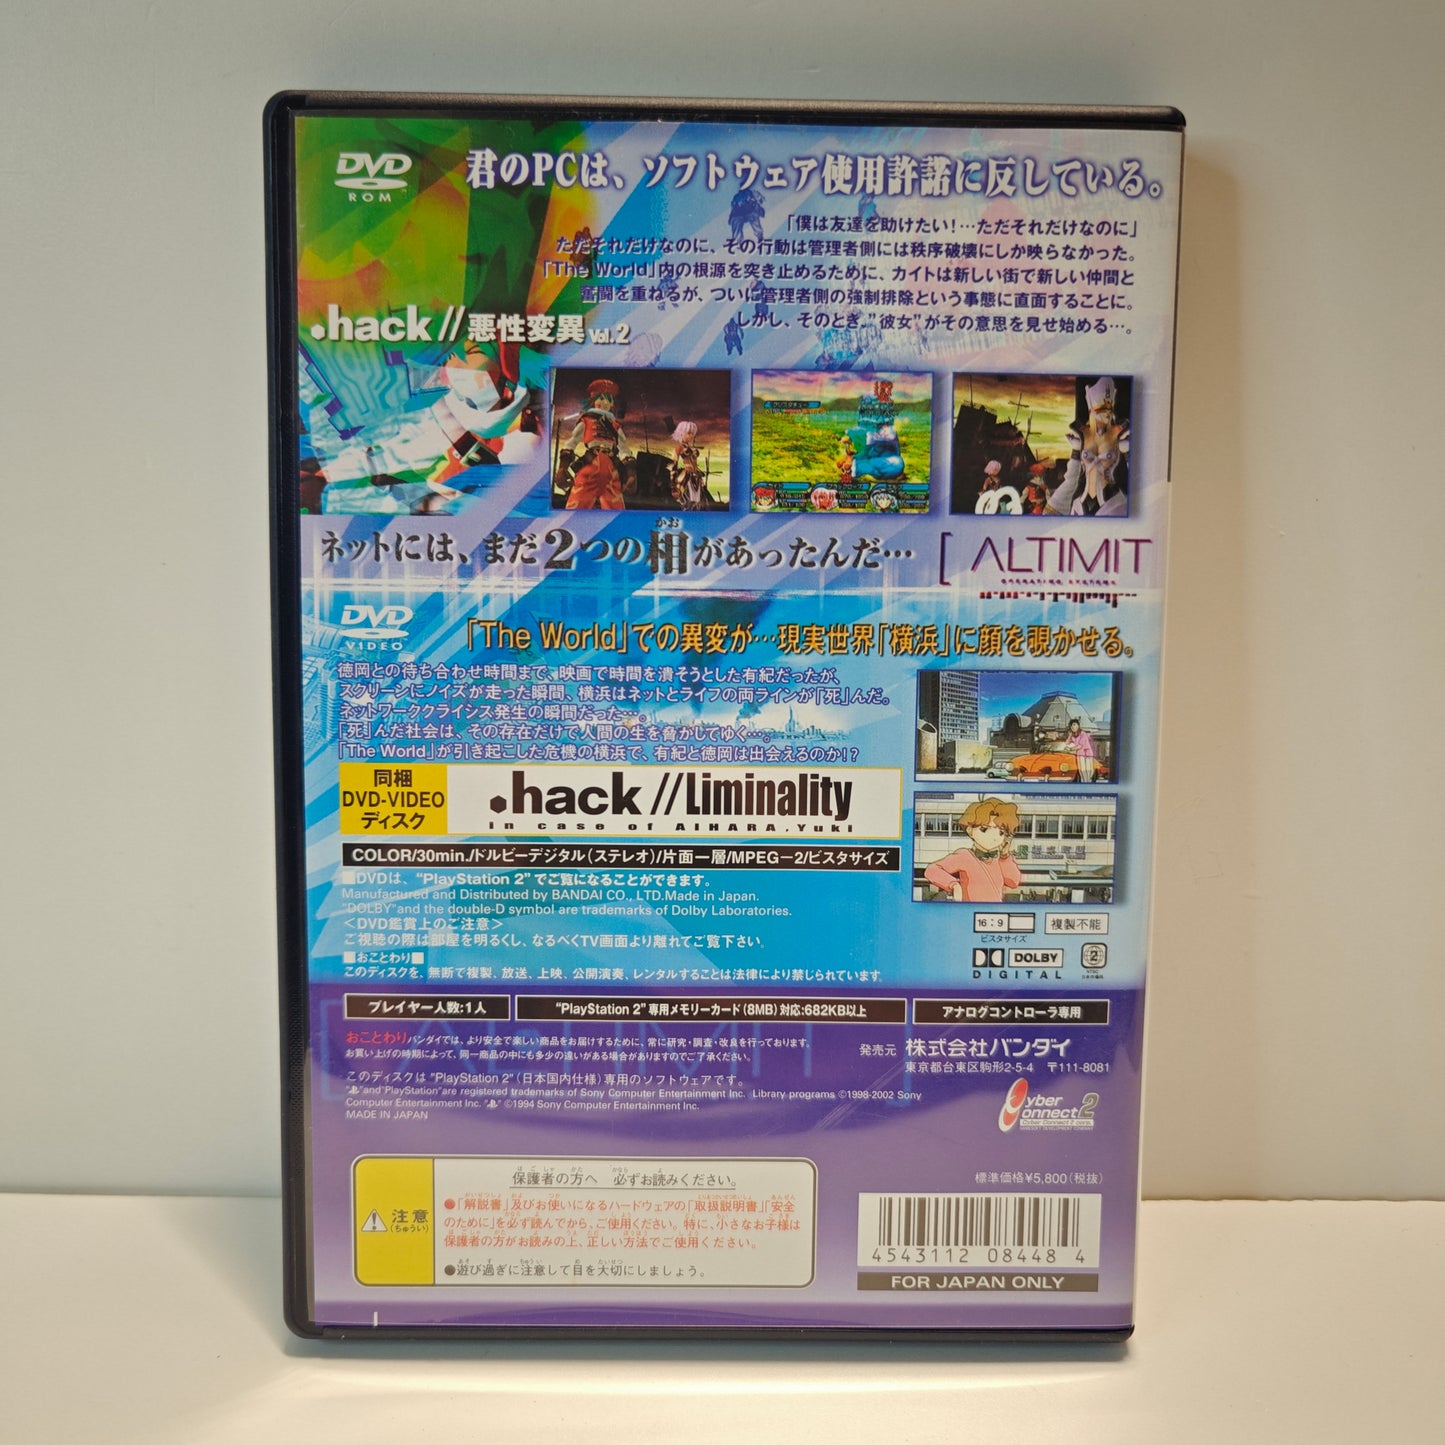 DVD
ROM
君のPCは、ソフトウェア使用許諾に反している。
「僕は友達を助けたい!…ただそれだけなのに」
ただそれだけなのに、その行動は管理者側には秩序破壊にしか映らなかった。
「The World」内の根源を突き止めるために、カイトは新しい街で新しい仲間と
奮闘を重ねるが、ついに管理者側の強制排除という事態に直面することに。
しかし、そのとき、"彼女"がその意思を見せ始める…。
.hack//悪性変異 Vol.2
ネットには、まだ2つの相があったんだ…
かお
[ ALTIMIT
OPERATING SYSTEMS
DVD
VIDEO
「The World」での異変が…現実世界「横浜」に顔を覗かせる。
徳岡との待ち合わせ時間まで、映画で時間を潰そうとした有紀だったが、
スクリーンにノイズが走った瞬間、横浜はネットとライフの両ラインが「死」んだ。
ネットワーククライシス発生の瞬間だった…。
「死」んだ社会は、その存在だけで人間の生を脅かしてゆく…。
「The World」が引き起こした危機の横浜で、有紀と徳岡は出会えるのか!?
同梱
DVD-VIDEO
ディスク
.hack//Liminality
in case of AIHARA,Yuki
COLOR/30min./ドルビーデジタル(ステレオ)/片面一層/MPEG-2/ビスタサイズ
■DVDは、"PlayStation 2"でご覧になることができます。
Manufactured and Distributed by BANDAI CO., LTD.Made in Japan.
"DOLBY"and the double-D symbol are trademarks of Dolby Laboratories.
<DVD鑑賞上のご注意>
ご視聴の際は部屋を明るくし、なるべくTV画面より離れてご覧下さい。
■おことわり■
このディスクを、無断で複製、放送、上映、公開演奏、レンタルすることは法律により禁じられています。
16:9
ビスタサイズ
複製不能
DOLBY
DIGITAL
2
NTSC
日本市場向
プレイヤー人数:1人
"PlayStation 2"専用メモリーカード(8MB)対応:682KB以上
アナログコントローラ専用
おことわり バンダイでは、より安全で楽しい商品をお届けするために、常に研究・調査・改良を行っております。
お買い上げの時期によって、同一商品の中にも多少の違いがある場合がありますのでご了承ください。
発売元 株式会社バンダイ
東京都台東区駒形2-5-4 〒111-8081
このディスクは"PlayStation 2"(日本国内仕様)専用のソフトウェアです。
" "and"PlayStation"are registered trademarks of Sony Computer Entertainment Inc. Library programs ©1998-2002 Sony
Computer Entertainment Inc. " "©1994 Sony Computer Entertainment Inc.
MADE IN JAPAN
Cyber
Connect2
Cyber Connect 2 corp.
標準価格¥5,800(税抜)
保護者の方へ 必ずお読みください。
注意
(ちゅうい)
●「解説書」及びお使いになるハードウェアの「取扱説明書」「安全
のために」を必ず読んでから、ご使用ください。特に、小さなお子様は
保護者の方がお読みの上、正しい方法でご使用ください。
●遊び過ぎに注意して目を大切にしましょう。
4543112 08448 4
FOR JAPAN ONLY